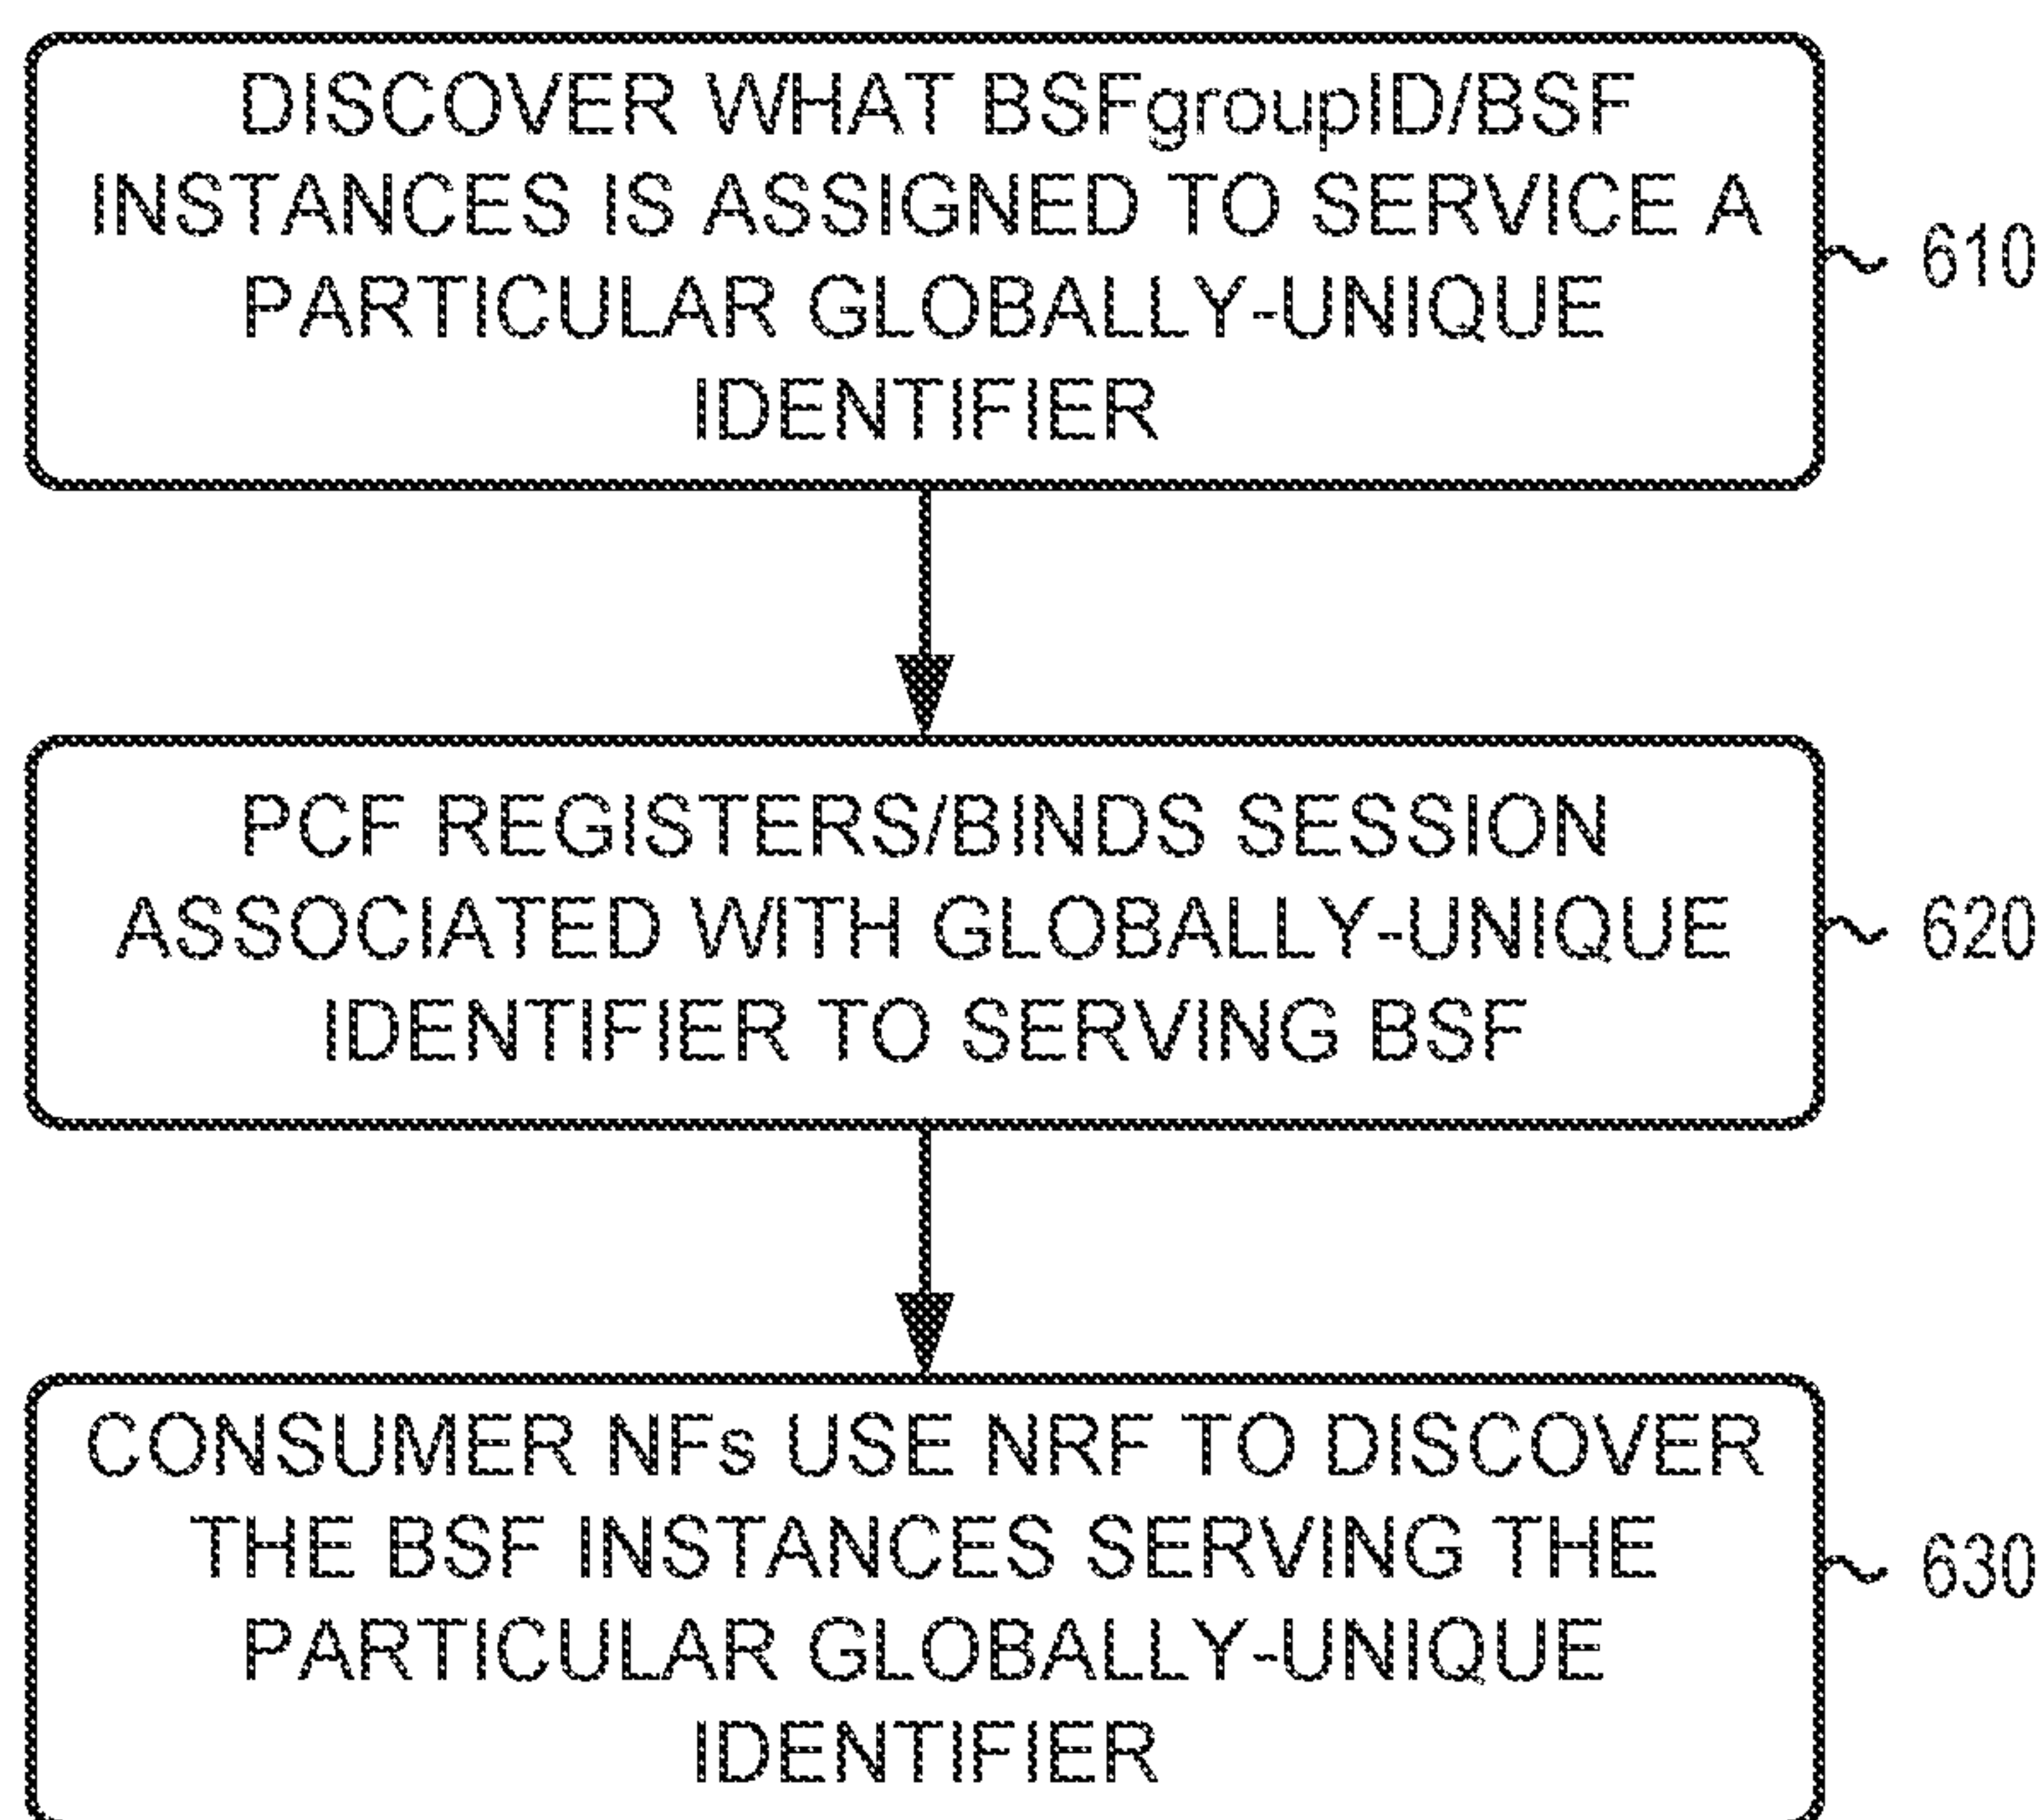 DISCOVER WHAT BSFgroupID/BSF
INSTANCES IS ASSIGNED TO SERVICE A
PARTICULAR GLOBALLY-UNIQUE
IDENTIFIER
610
PCF REGISTERS/BINDS SESSION
ASSOCIATED WITH GLOBALLY-UNIQUE
IDENTIFIER TO SERVING BSF
620
CONSUMER NFs USE NRF TO DISCOVER
THE BSF INSTANCES SERVING THE
PARTICULAR GLOBALLY-UNIQUE
IDENTIFIER
630